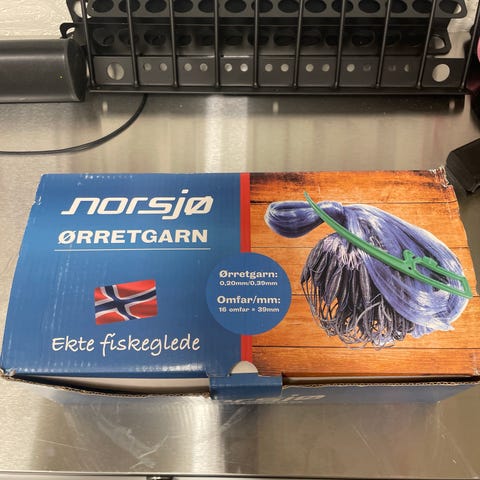 norsjø
ØRRETGARN
Ørretgarn:
0,20mm/0,39mm
Omfar/mm:
16 omfar = 39mm
Ekte fiskeglede